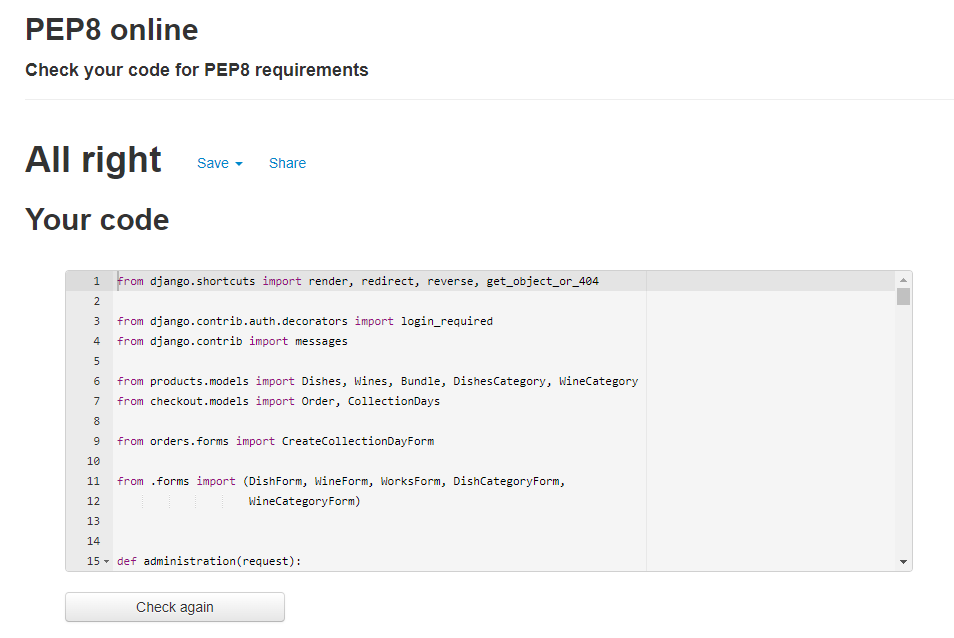 PEP8 online
Check your code for PEP8 requirements
All right Save Share
Your code
1 from django.shortcuts import render, redirect, reverse, get_object_or_404
2
3 from django.contrib.auth.decorators import login_required
4 from django.contrib import messages
5
6 from products.models import Dishes, Wines, Bundle, DishesCategory, WineCategory
7 from checkout.models import Order, CollectionDays
8
9 from orders.forms import CreateCollectionDayForm
10
11 from .forms import (DishForm, WineForm, WorksForm, DishCategoryForm,
12                     WineCategoryForm)
13
14
15 def administration(request):
Check again